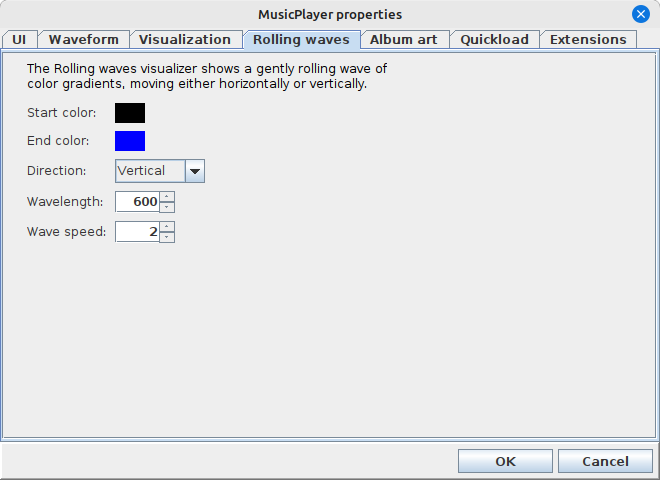 MusicPlayer properties
UI Waveform Visualization Rolling waves Album art Quickload Extensions
The Rolling waves visualizer shows a gently rolling wave of
color gradients, moving either horizontally or vertically.
Start color:
End color:
Direction: Vertical
Wavelength: 600
Wave speed: 2
OK Cancel